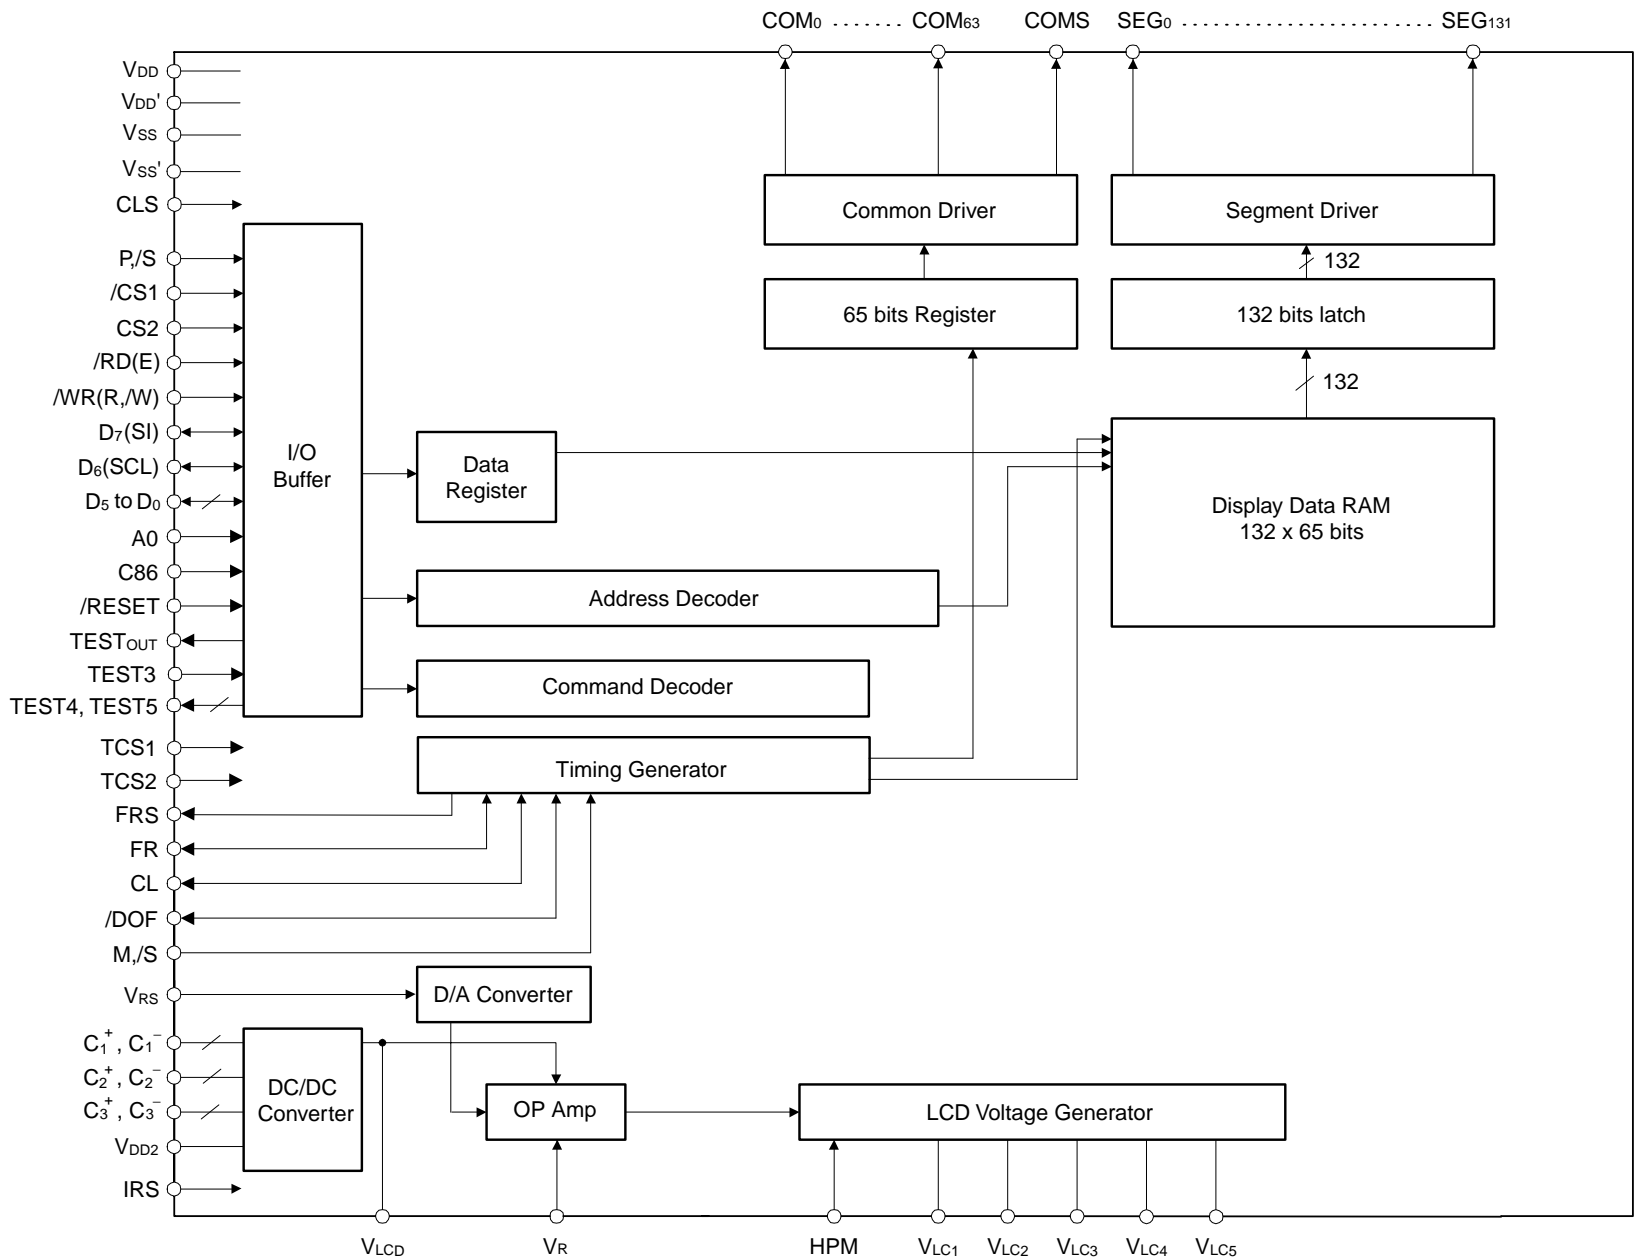 COM0 ........ COM63 COMS SEG0 ........................ SEG131
VDD
VDD'
VSS
VSS'
CLS
P,/S
/CS1
CS2
/RD(E)
/WR(R,/W)
D7(SI)
D6(SCL)
D5 to D0
A0
C86
/RESET
TESTOUT
TEST3
TEST4, TEST5
TCS1
TCS2
FRS
FR
CL
/DOF
M,/S
VRS
C1+, C1−
C2+, C2−
C3+, C3−
VDD2
IRS
I/O
Buffer
Common Driver
Segment Driver
132
65 bits Register
132 bits latch
132
Data
Register
Display Data RAM
132 x 65 bits
Address Decoder
Command Decoder
Timing Generator
D/A Converter
DC/DC
Converter
OP Amp
LCD Voltage Generator
VLCD VR HPM VLC1 VLC2 VLC3 VLC4 VLC5